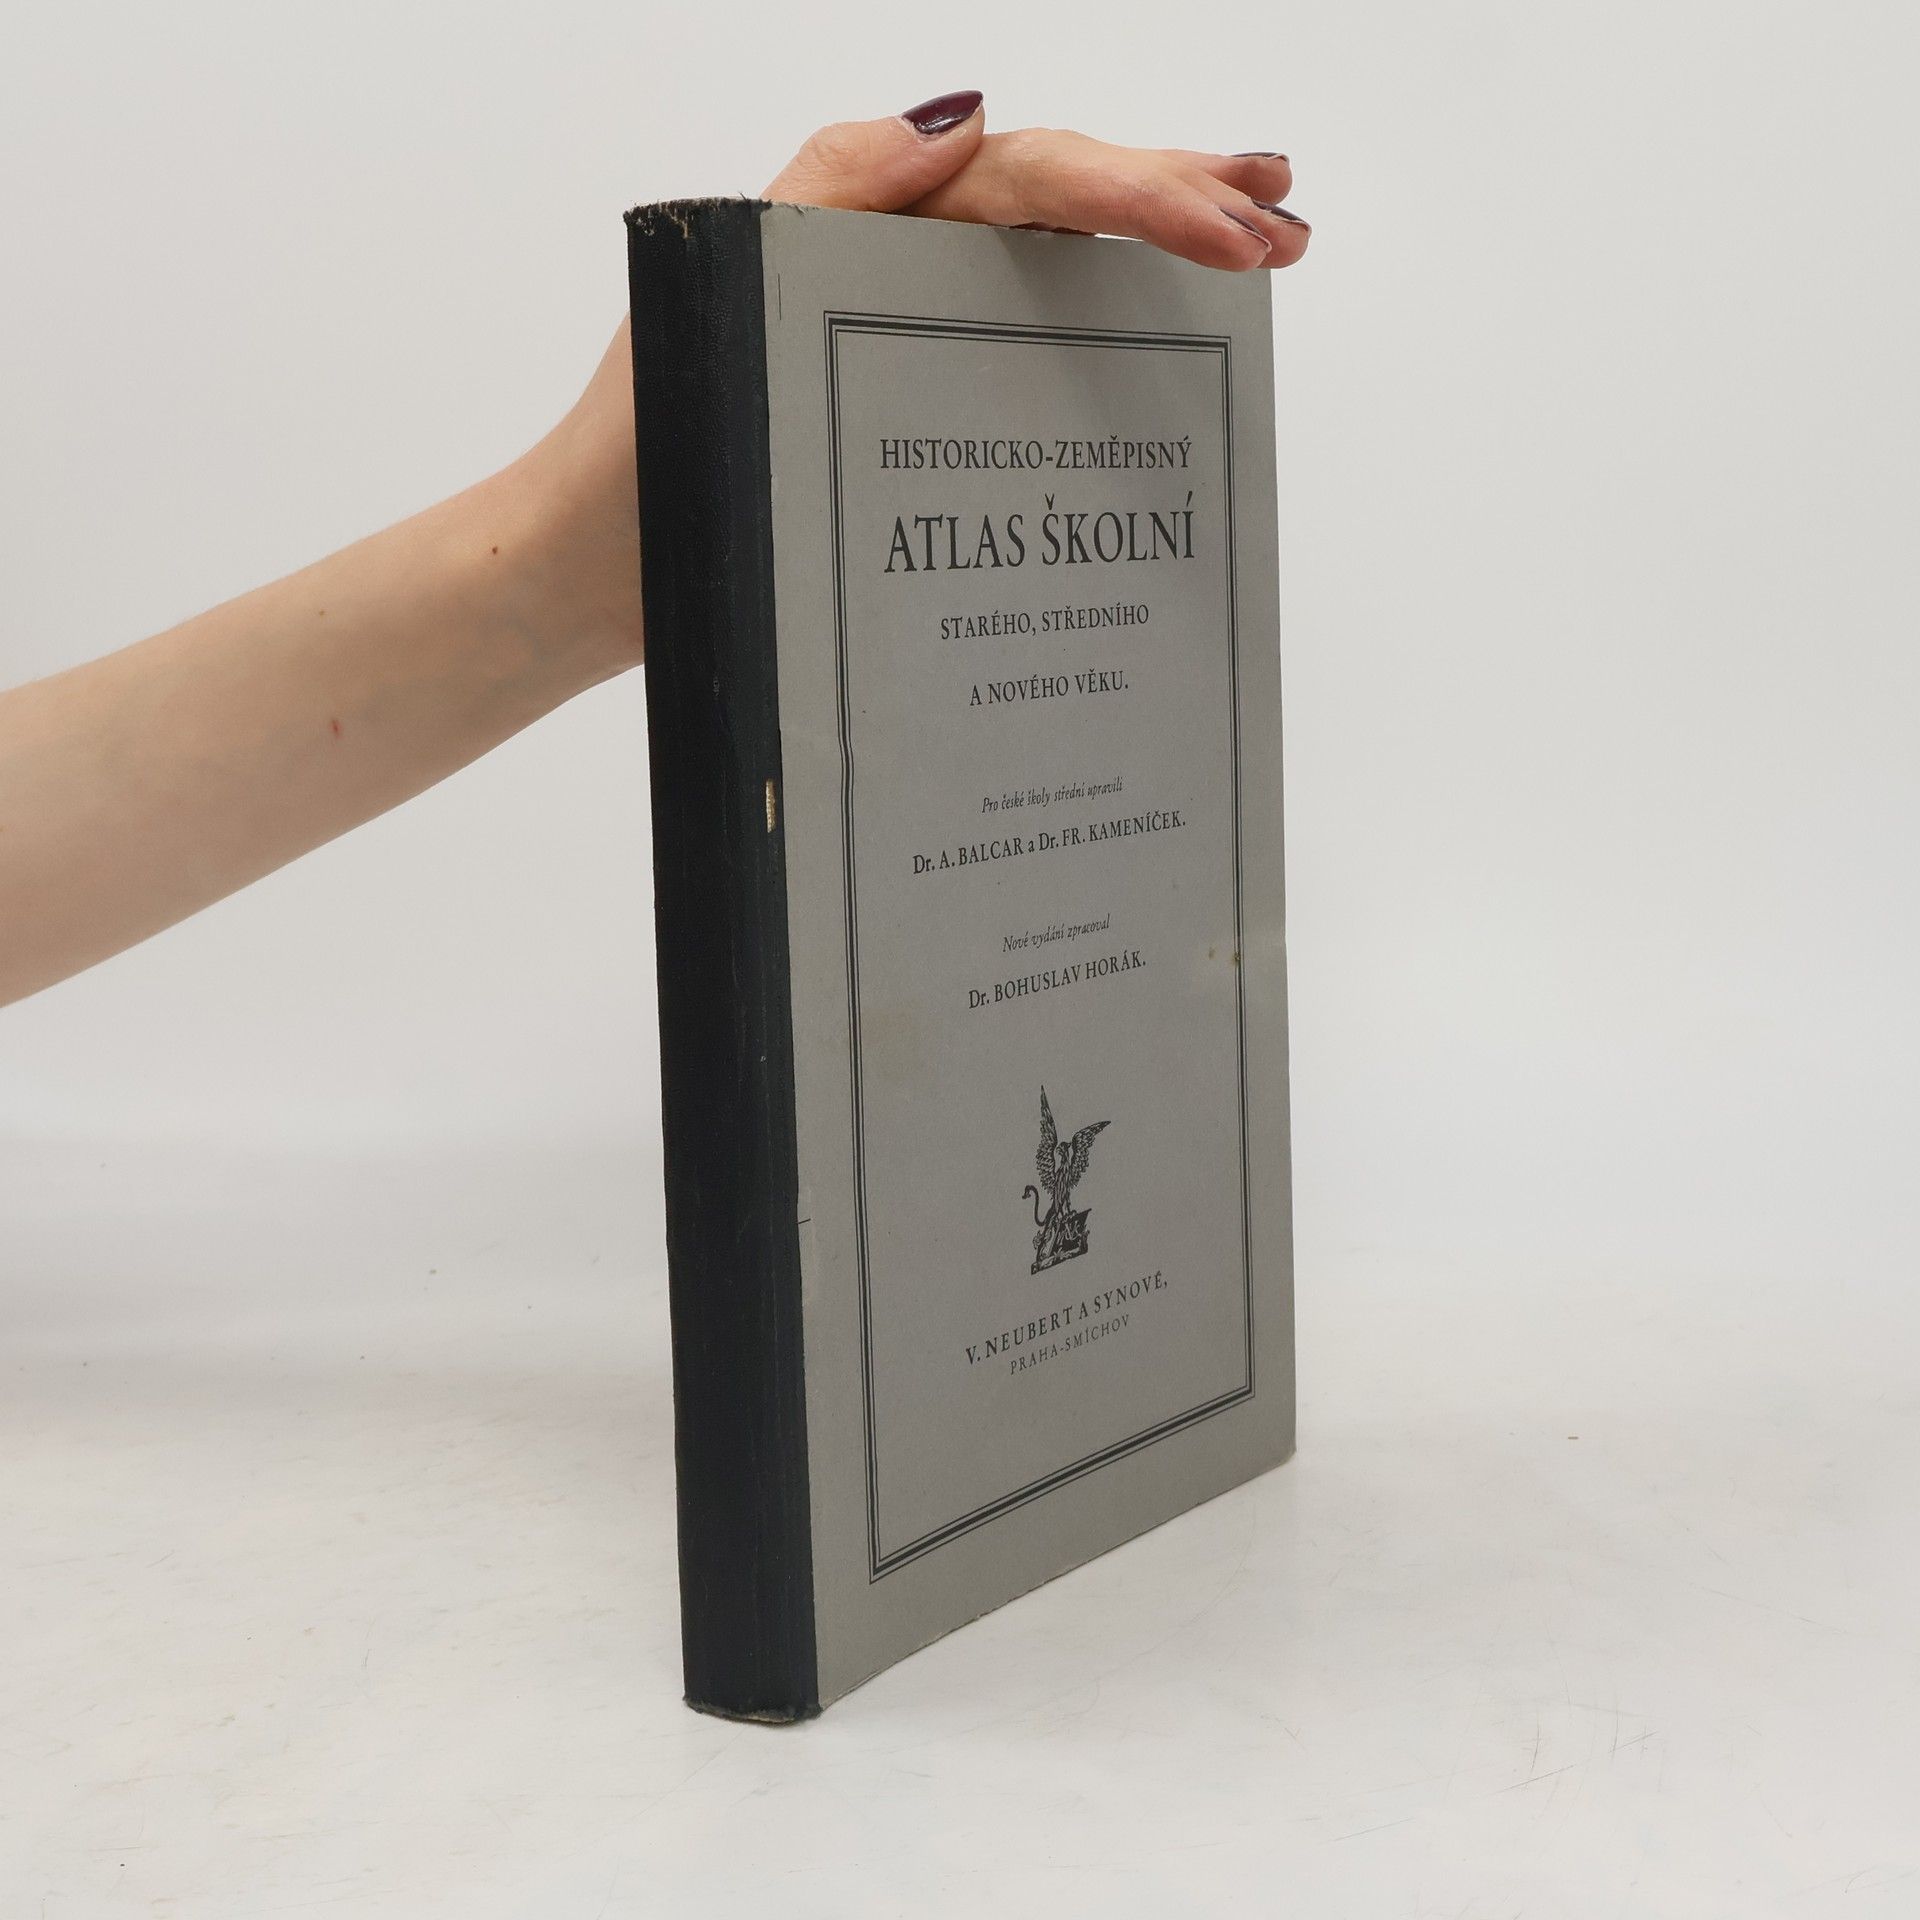 HISTORICKO-ZEMĚPISNÝ
ATLAS ŠKOLNÍ
STARÉHO, STŘEDNÍHO
A NOVÉHO VĚKU.
Pro české školy střední upravili
Dr. A. BALCAR a Dr. FR. KAMENÍČEK.
Nové vydání zpracoval
Dr. BOHUSLAV HORÁK.
V. NEUBERT A SYNOVÉ,
PRAHA-SMÍCHOV